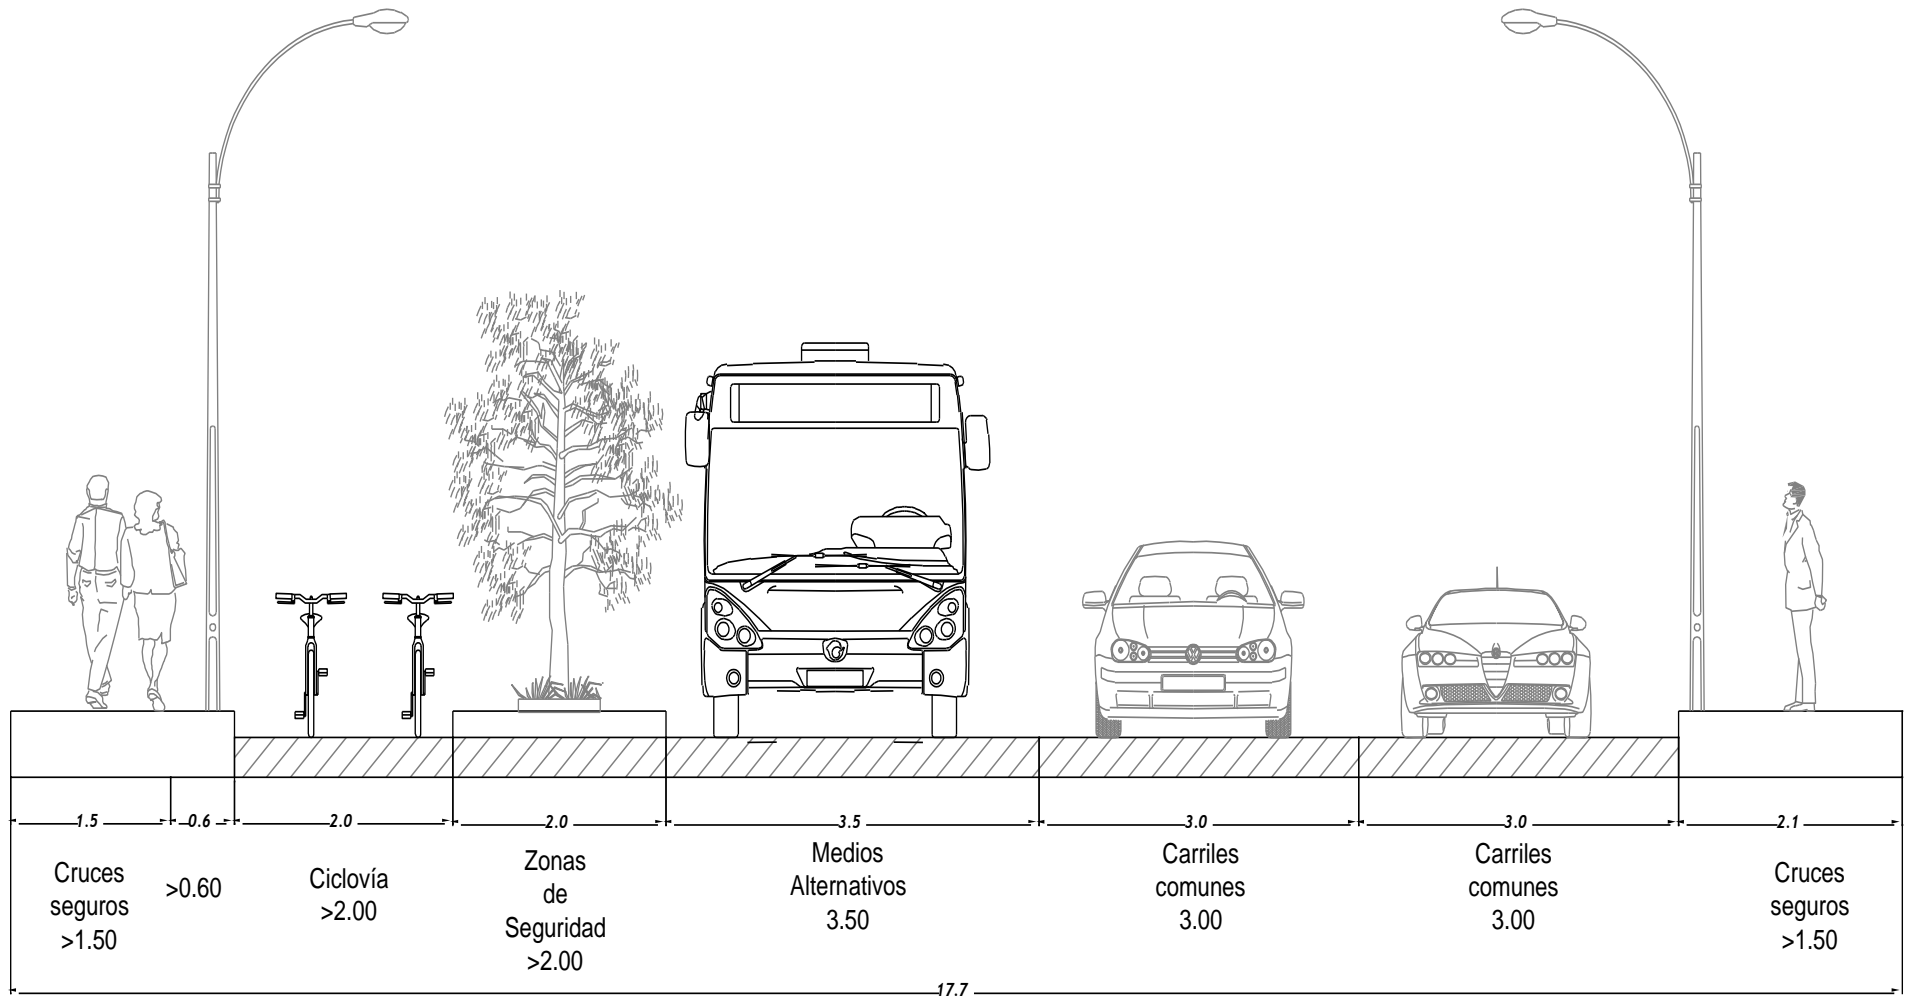 1.5
0.6
2.0
2.0
3.5
3.0
3.0
2.1
Cruces
seguros
>1.50
>0.60
Ciclovía
>2.00
Zonas
de
Seguridad
>2.00
Medios
Alternativos
3.50
Carriles
comunes
3.00
Carriles
comunes
3.00
Cruces
seguros
>1.50
17.7